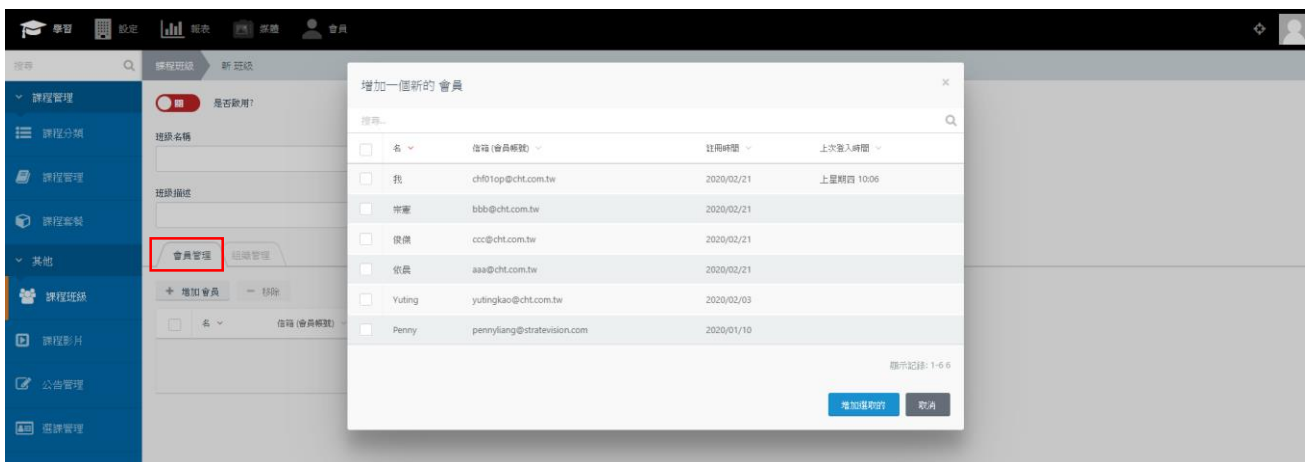 學習 設定 報表 媒體 會員
搜尋 課程班級 新 班級
課程管理
課程分類
課程管理
課程套餐
其他
課程班級
課程影片
公告管理
選課管理
關 是否啟用?
班級名稱
班級描述
會員管理 組織管理
+ 增加 會員 − 移除
名 信箱 (會員帳號)
增加一個新的 會員 ×
搜尋...
名 信箱 (會員帳號) 註冊時間 上次登入時間
我 chf01op@cht.com.tw 2020/02/21 上星期四 10:06
宗憲 bbb@cht.com.tw 2020/02/21
俊傑 ccc@cht.com.tw 2020/02/21
依晨 aaa@cht.com.tw 2020/02/21
Yuting yutingkao@cht.com.tw 2020/02/03
Penny pennyliang@stratevision.com 2020/01/10
顯示記錄: 1-6 6
增加選取的 取消